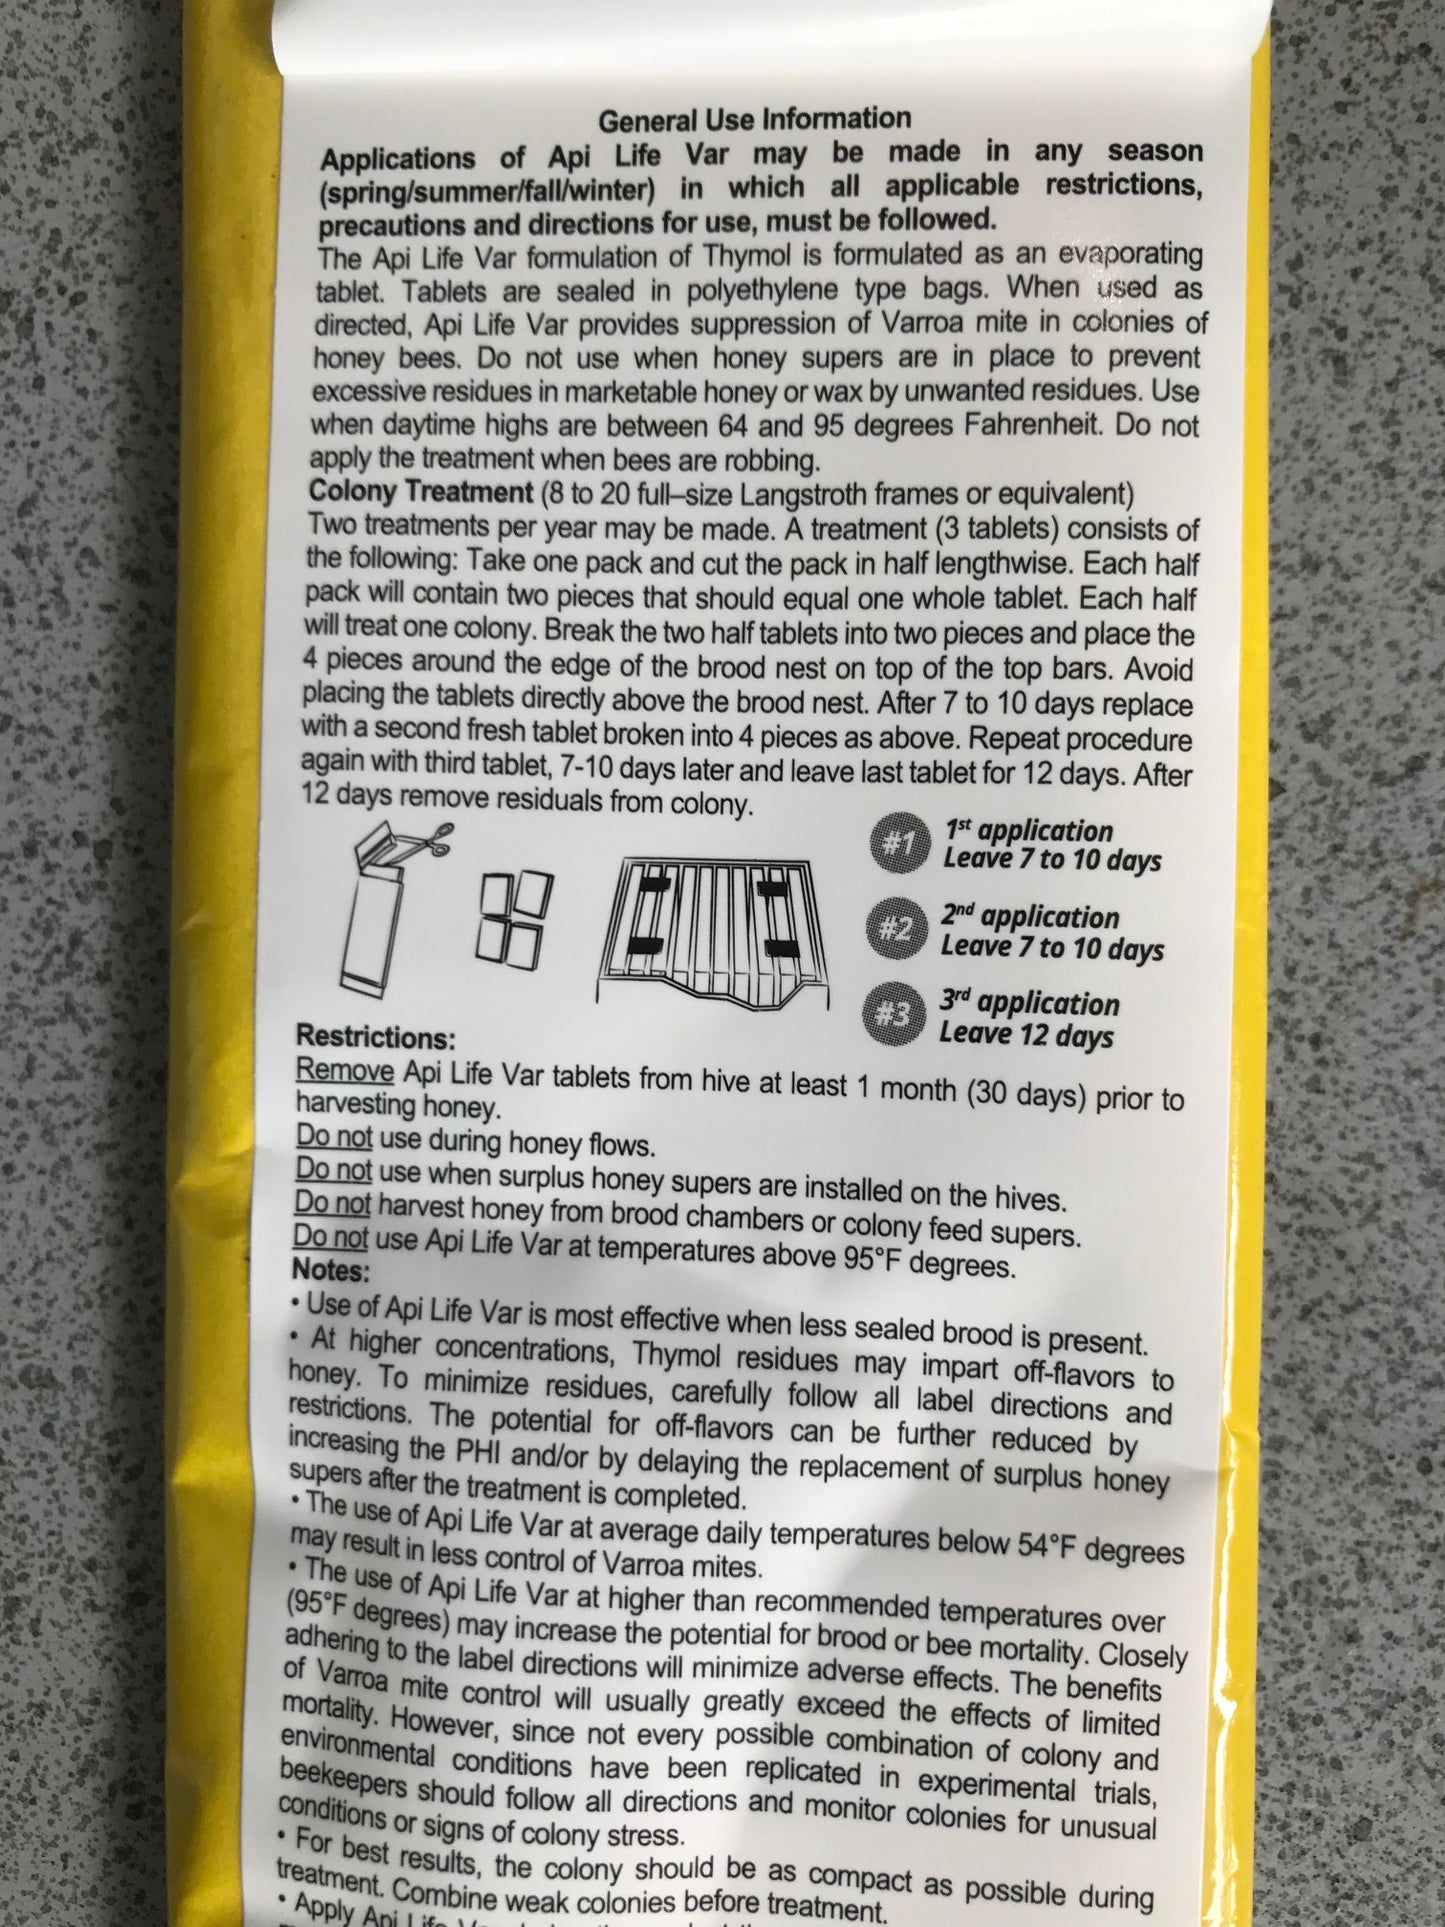 General Use Information
Applications of Api Life Var may be made in any season
(spring/summer/fall/winter) in which all applicable restrictions,
precautions and directions for use, must be followed.
The Api Life Var formulation of Thymol is formulated as an evaporating
tablet. Tablets are sealed in polyethylene type bags. When used as
directed, Api Life Var provides suppression of Varroa mite in colonies of
honey bees. Do not use when honey supers are in place to prevent
excessive residues in marketable honey or wax by unwanted residues. Use
when daytime highs are between 64 and 95 degrees Fahrenheit. Do not
apply the treatment when bees are robbing.
Colony Treatment (8 to 20 full–size Langstroth frames or equivalent)
Two treatments per year may be made. A treatment (3 tablets) consists of
the following: Take one pack and cut the pack in half lengthwise. Each half
pack will contain two pieces that should equal one whole tablet. Each half
will treat one colony. Break the two half tablets into two pieces and place the
4 pieces around the edge of the brood nest on top of the top bars. Avoid
placing the tablets directly above the brood nest. After 7 to 10 days replace
with a second fresh tablet broken into 4 pieces as above. Repeat procedure
again with third tablet, 7-10 days later and leave last tablet for 12 days. After
12 days remove residuals from colony.
#1 1st application
Leave 7 to 10 days
#2 2nd application
Leave 7 to 10 days
#3 3rd application
Leave 12 days
Restrictions:
Remove Api Life Var tablets from hive at least 1 month (30 days) prior to
harvesting honey.
Do not use during honey flows.
Do not use when surplus honey supers are installed on the hives.
Do not harvest honey from brood chambers or colony feed supers.
Do not use Api Life Var at temperatures above 95°F degrees.
Notes:
• Use of Api Life Var is most effective when less sealed brood is present.
• At higher concentrations, Thymol residues may impart off-flavors to
honey. To minimize residues, carefully follow all label directions and
restrictions. The potential for off-flavors can be further reduced by
increasing the PHI and/or by delaying the replacement of surplus honey
supers after the treatment is completed.
• The use of Api Life Var at average daily temperatures below 54°F degrees
may result in less control of Varroa mites.
• The use of Api Life Var at higher than recommended temperatures over
(95°F degrees) may increase the potential for brood or bee mortality. Closely
adhering to the label directions will minimize adverse effects. The benefits
of Varroa mite control will usually greatly exceed the effects of limited
mortality. However, since not every possible combination of colony and
environmental conditions have been replicated in experimental trials,
beekeepers should follow all directions and monitor colonies for unusual
conditions or signs of colony stress.
• For best results, the colony should be as compact as possible during
treatment. Combine weak colonies before treatment.
• Apply Api Life